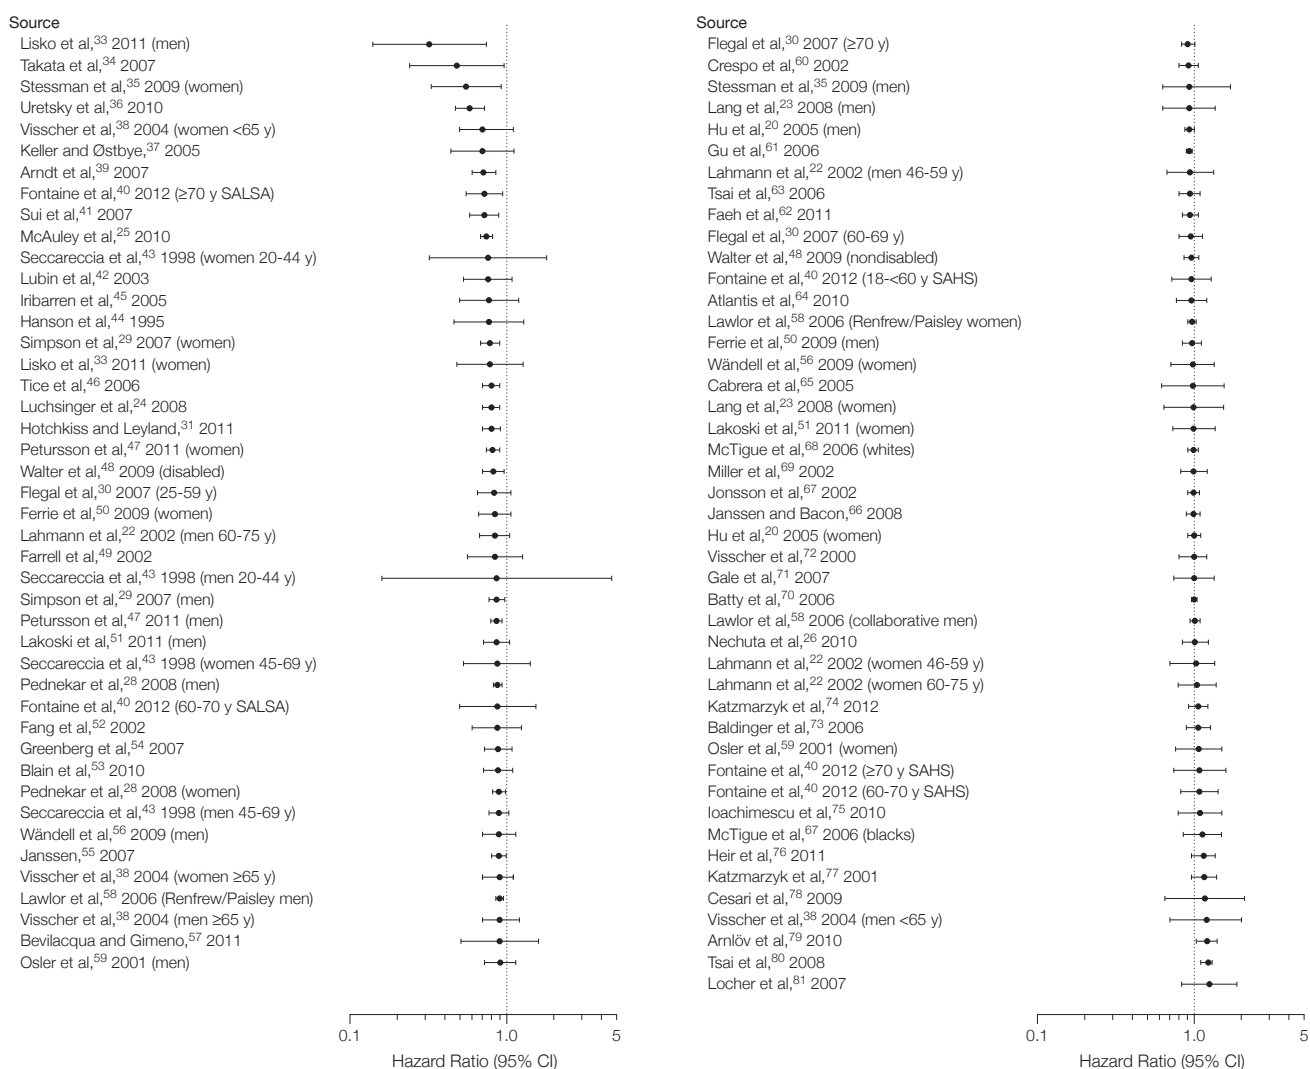 Source
Lisko et al,33 2011 (men)
Takata et al,34 2007
Stessman et al,35 2009 (women)
Uretsky et al,36 2010
Visscher et al,38 2004 (women <65 y)
Keller and Østbye,37 2005
Arndt et al,39 2007
Fontaine et al,40 2012 (≥70 y SALSA)
Sui et al,41 2007
McAuley et al,25 2010
Seccareccia et al,43 1998 (women 20-44 y)
Lubin et al,42 2003
Iribarren et al,45 2005
Hanson et al,44 1995
Simpson et al,29 2007 (women)
Lisko et al,33 2011 (women)
Tice et al,46 2006
Luchsinger et al,24 2008
Hotchkiss and Leyland,31 2011
Petursson et al,47 2011 (women)
Walter et al,48 2009 (disabled)
Flegal et al,30 2007 (25-59 y)
Ferrie et al,50 2009 (women)
Lahmann et al,22 2002 (men 60-75 y)
Farrell et al,49 2002
Seccareccia et al,43 1998 (men 20-44 y)
Simpson et al,29 2007 (men)
Petursson et al,47 2011 (men)
Lakoski et al,51 2011 (men)
Seccareccia et al,43 1998 (women 45-69 y)
Pednekar et al,28 2008 (men)
Fontaine et al,40 2012 (60-70 y SALSA)
Fang et al,52 2002
Greenberg et al,54 2007
Blain et al,53 2010
Pednekar et al,28 2008 (women)
Seccareccia et al,43 1998 (men 45-69 y)
Wändell et al,56 2009 (men)
Janssen,55 2007
Visscher et al,38 2004 (women ≥65 y)
Lawlor et al,58 2006 (Renfrew/Paisley men)
Visscher et al,38 2004 (men ≥65 y)
Bevilacqua and Gimeno,57 2011
Osler et al,59 2001 (men)
0.1 1.0 5
Hazard Ratio (95% CI)
Source
Flegal et al,30 2007 (≥70 y)
Crespo et al,60 2002
Stessman et al,35 2009 (men)
Lang et al,23 2008 (men)
Hu et al,20 2005 (men)
Gu et al,61 2006
Lahmann et al,22 2002 (men 46-59 y)
Tsai et al,63 2006
Faeh et al,62 2011
Flegal et al,30 2007 (60-69 y)
Walter et al,48 2009 (nondisabled)
Fontaine et al,40 2012 (18-<60 y SAHS)
Atlantis et al,64 2010
Lawlor et al,58 2006 (Renfrew/Paisley women)
Ferrie et al,50 2009 (men)
Wändell et al,56 2009 (women)
Cabrera et al,65 2005
Lang et al,23 2008 (women)
Lakoski et al,51 2011 (women)
McTigue et al,68 2006 (whites)
Miller et al,69 2002
Jonsson et al,67 2002
Janssen and Bacon,66 2008
Hu et al,20 2005 (women)
Visscher et al,72 2000
Gale et al,71 2007
Batty et al,70 2006
Lawlor et al,58 2006 (collaborative men)
Nechuta et al,26 2010
Lahmann et al,22 2002 (women 46-59 y)
Lahmann et al,22 2002 (women 60-75 y)
Katzmarzyk et al,74 2012
Baldinger et al,73 2006
Osler et al,59 2001 (women)
Fontaine et al,40 2012 (≥70 y SAHS)
Fontaine et al,40 2012 (60-70 y SAHS)
Ioachimescu et al,75 2010
McTigue et al,67 2006 (blacks)
Heir et al,76 2011
Katzmarzyk et al,77 2001
Cesari et al,78 2009
Visscher et al,38 2004 (men <65 y)
Arnlöv et al,79 2010
Tsai et al,80 2008
Locher et al,81 2007
0.1 1.0 5
Hazard Ratio (95% CI)